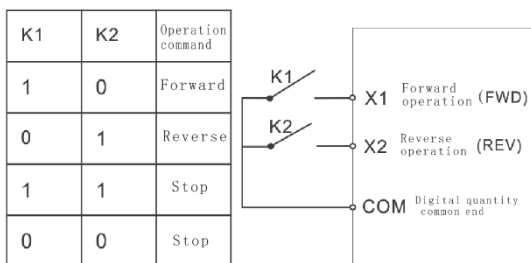 K1 K2 Operation
command
1 0 Forward
0 1 Reverse
1 1 Stop
0 0 Stop
K1
X1 Forward
operation (FWD)
K2
X2 Reverse
operation (REV)
COM Digital quantity
common end